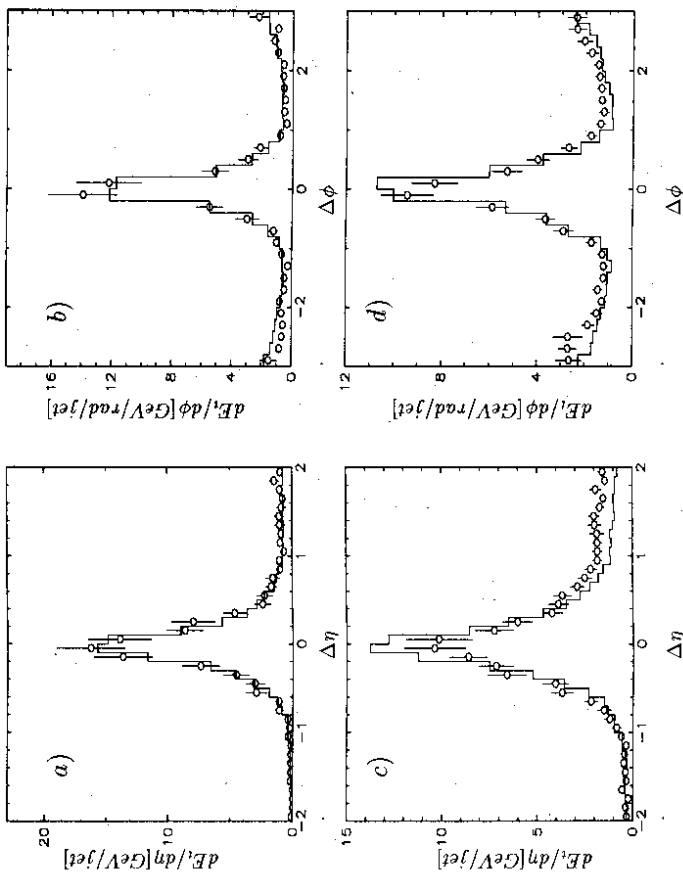 a)
dE_t/dη[GeV/jet]
20
10
0
-2
-1
0
1
2
Δη
b)
dE_t/dϕ[GeV/rad/jet]
16
12
8
4
0
-2
0
2
Δϕ
c)
dE_t/dη[GeV/jet]
15
10
5
0
-2
-1
0
1
2
Δη
d)
dE_t/dϕ[GeV/rad/jet]
12
8
4
0
-2
0
2
Δϕ